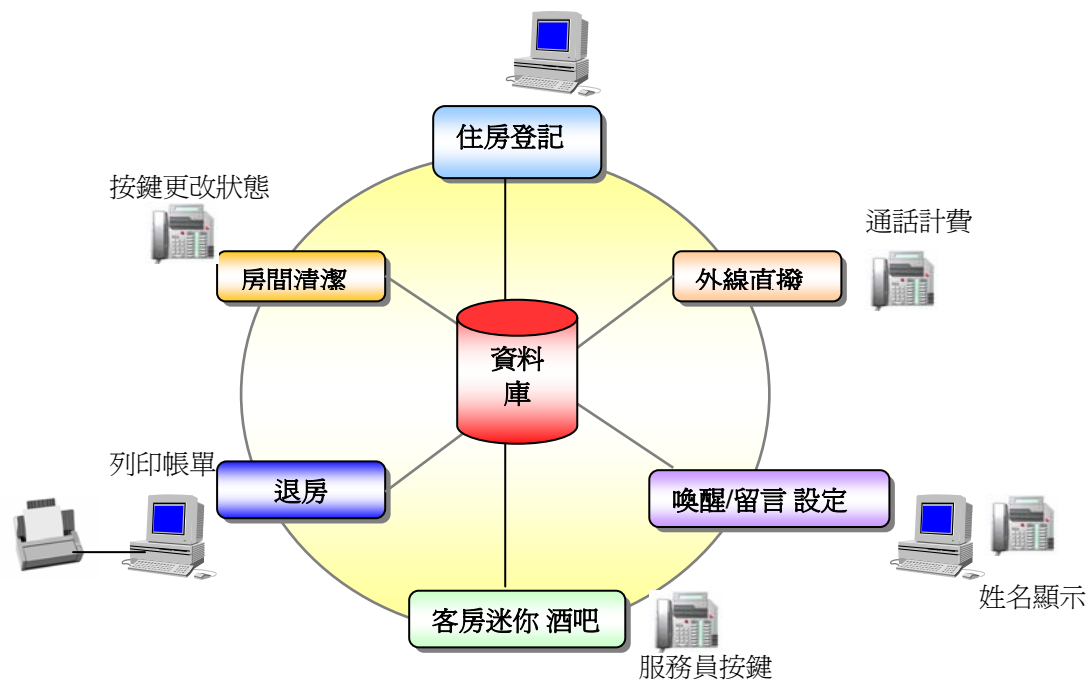 住房登記
按鍵更改狀態
通話計費
房間清潔
外線直撥
資料
庫
列印帳單
退房
喚醒/留言 設定
姓名顯示
客房迷你 酒吧
服務員按鍵